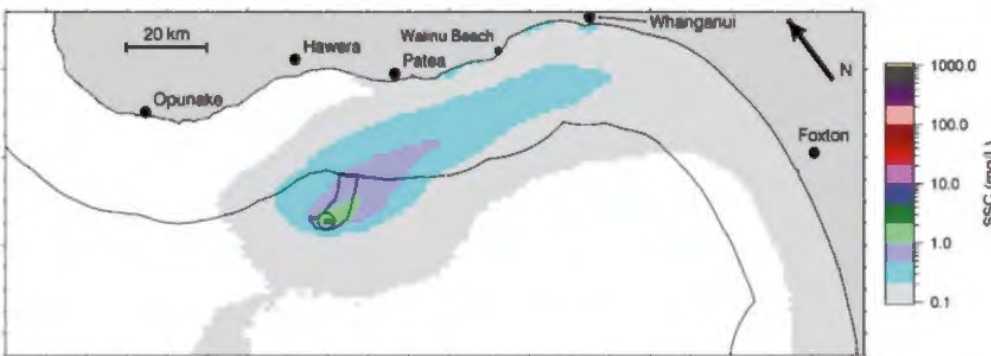 Whanganui
20 km
Hawera
Waiinu Beach
Patea
N
Opunake
Foxton
1000.0
100.0
10.0
1.0
0.1
SSC (mg/L)